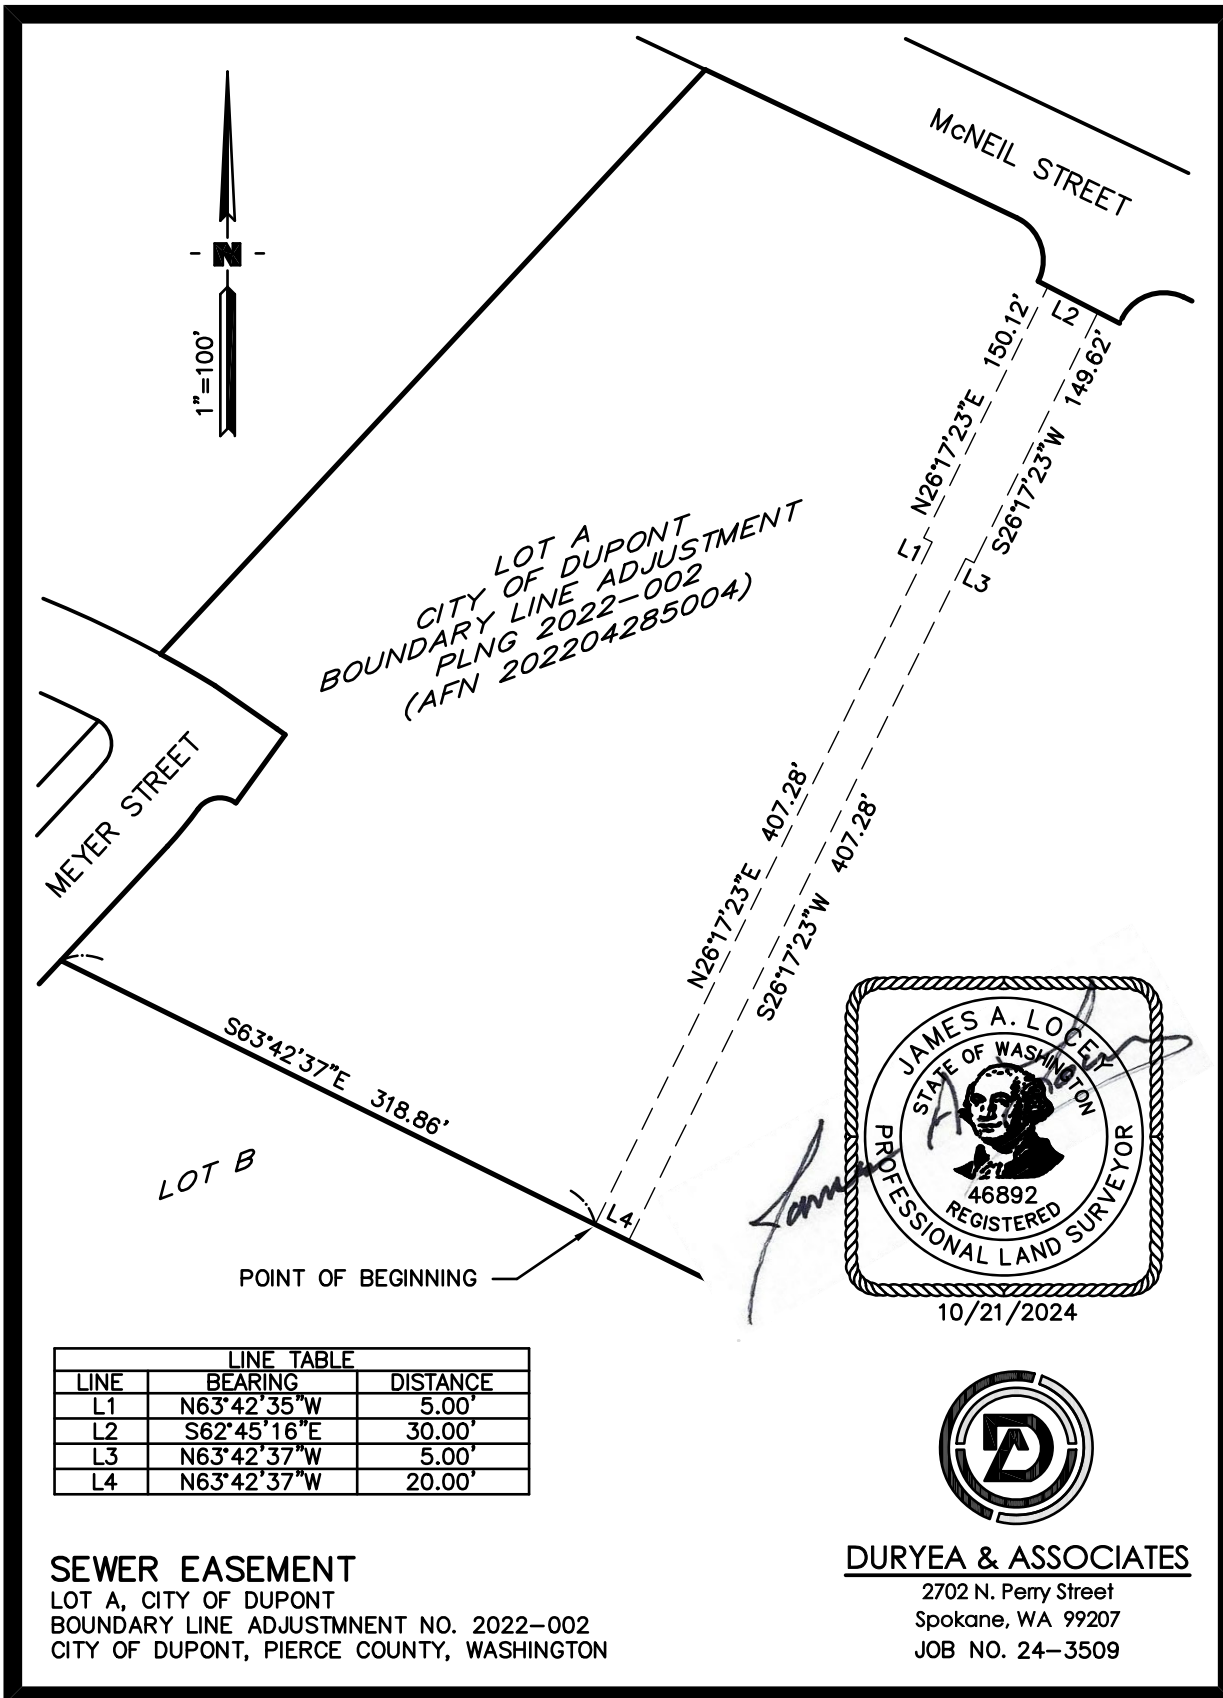 McNEIL STREET
N
1"=100'
L2
N26°17'23"E 150.12'
S26°17'23"W 149.62'
L1
L3
LOT A
CITY OF DUPONT
BOUNDARY LINE ADJUSTMENT
PLNG 2022-002
(AFN 202204285004)
MEYER STREET
N26°17'23"E 407.28'
S26°17'23"W 407.28'
S63°42'37"E 318.86'
LOT B
L4
POINT OF BEGINNING
JAMES A. LOCEY
STATE OF WASHINGTON
46892
REGISTERED
PROFESSIONAL LAND SURVEYOR
10/21/2024
LINE TABLE
LINE BEARING DISTANCE
L1 N63°42'35"W 5.00'
L2 S62°45'16"E 30.00'
L3 N63°42'37"W 5.00'
L4 N63°42'37"W 20.00'
SEWER EASEMENT
LOT A, CITY OF DUPONT
BOUNDARY LINE ADJUSTMNENT NO. 2022-002
CITY OF DUPONT, PIERCE COUNTY, WASHINGTON
DURYEA & ASSOCIATES
2702 N. Perry Street
Spokane, WA 99207
JOB NO. 24-3509